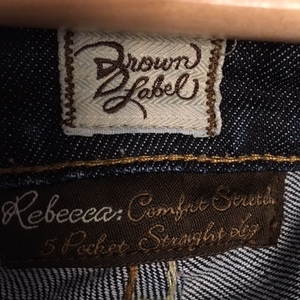 Brown
Label
Rebecca: Comfort Stretch
5 Pocket Straight Leg